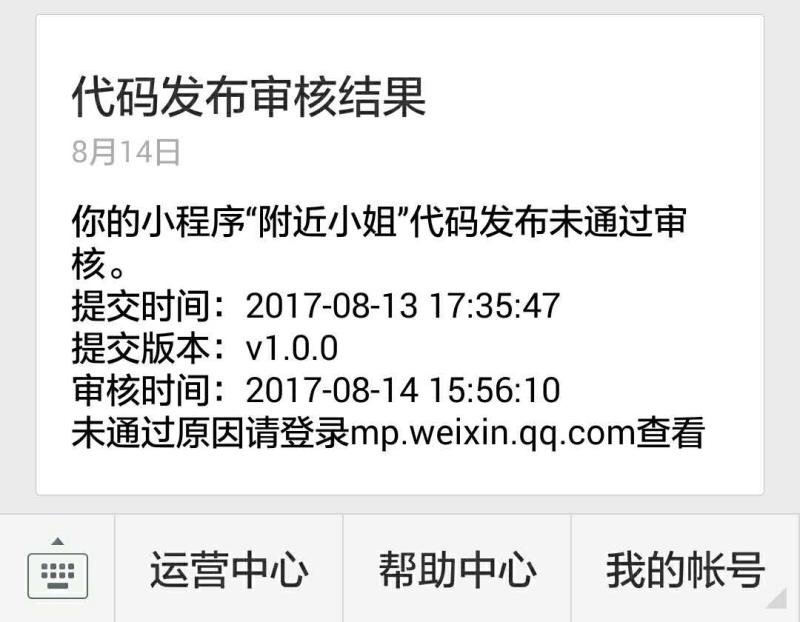 代码发布审核结果
8月14日
你的小程序“附近小姐”代码发布未通过审
核。
提交时间：2017-08-13 17:35:47
提交版本：v1.0.0
审核时间：2017-08-14 15:56:10
未通过原因请登录mp.weixin.qq.com查看
运营中心
帮助中心
我的帐号